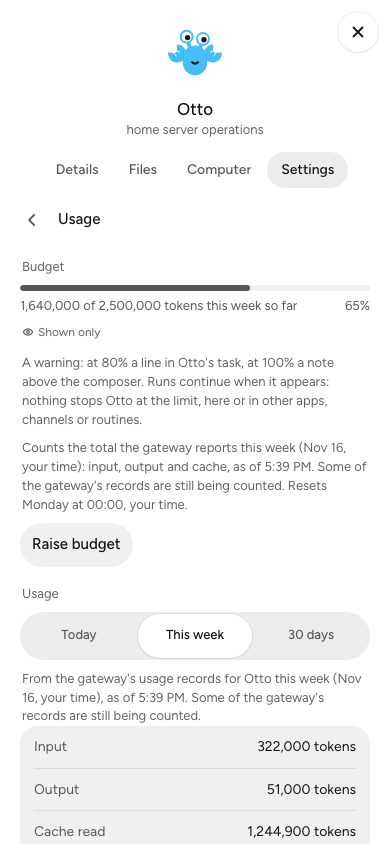 Otto
home server operations
Details Files Computer Settings
Usage
Budget
1,640,000 of 2,500,000 tokens this week so far 65%
Shown only
A warning: at 80% a line in Otto's task, at 100% a note
above the composer. Runs continue when it appears:
nothing stops Otto at the limit, here or in other apps,
channels or routines.
Counts the total the gateway reports this week (Nov 16,
your time): input, output and cache, as of 5:39 PM. Some of
the gateway's records are still being counted. Resets
Monday at 00:00, your time.
Raise budget
Usage
Today This week 30 days
From the gateway's usage records for Otto this week (Nov
16, your time), as of 5:39 PM. Some of the gateway's
records are still being counted.
Input 322,000 tokens
Output 51,000 tokens
Cache read 1,244,900 tokens